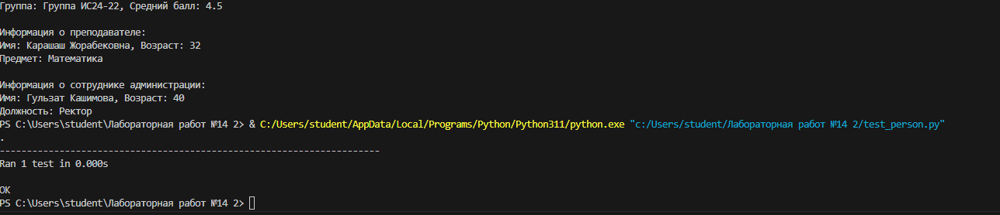 Группа: Группа ИС24-22, Средний балл: 4.5
Информация о преподавателе:
Имя: Карашаш Жорабековна, Возраст: 32
Предмет: Математика
Информация о сотруднике администрации:
Имя: Гульзат Кашимова, Возраст: 40
Должность: Ректор
PS C:\Users\student\Лабораторная работ №14 2> & C:/Users/student/AppData/Local/Programs/Python/Python311/python.exe "c:/Users/student/Лабораторная работ №14 2/test_person.py"
.
----------------------------------------------------------------------
Ran 1 test in 0.000s
OK
PS C:\Users\student\Лабораторная работ №14 2>